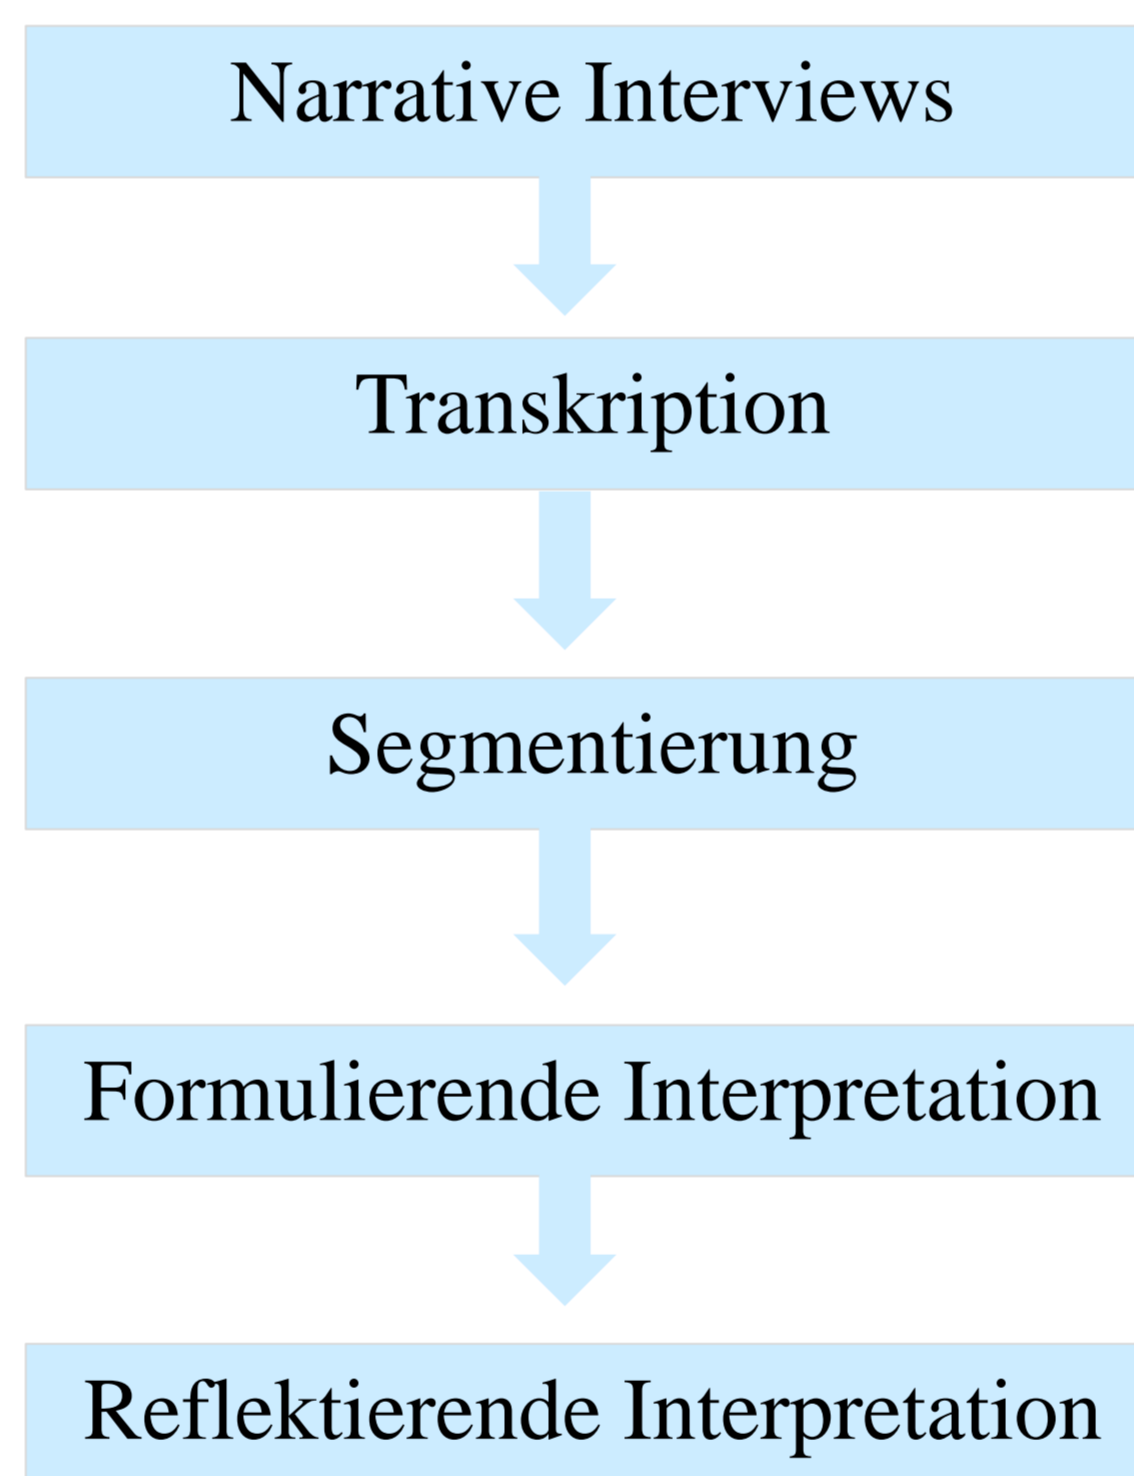 Narrative Interviews
Transkription
Segmentierung
Formulierende Interpretation
Reflektierende Interpretation